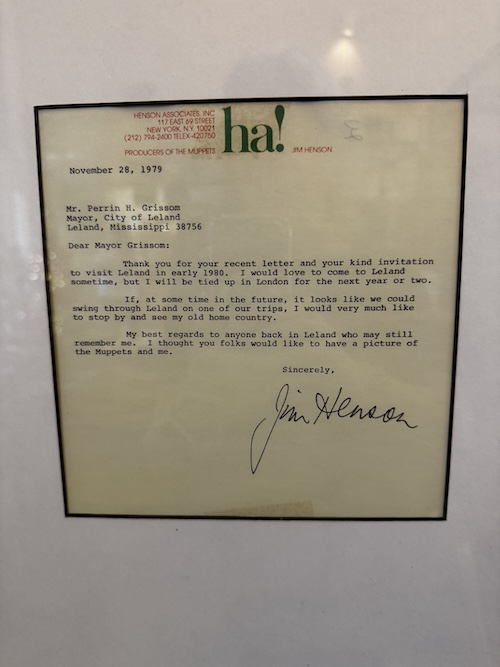 HENSON ASSOCIATES, INC
117 EAST 69 STREET
NEW YORK, N.Y. 10021
(212) 794-2400 TELEX-420750
PRODUCERS OF THE MUPPETS
ha!
JIM HENSON
November 28, 1979
Mr. Perrin H. Grissom
Mayor, City of Leland
Leland, Mississippi 38756
Dear Mayor Grissom:
Thank you for your recent letter and your kind invitation
to visit Leland in early 1980. I would love to come to Leland
sometime, but I will be tied up in London for the next year or two.
If, at some time in the future, it looks like we could
swing through Leland on one of our trips, I would very much like
to stop by and see my old home country.
My best regards to anyone back in Leland who may still
remember me. I thought you folks would like to have a picture of
the Muppets and me.
Sincerely,
Jim Henson